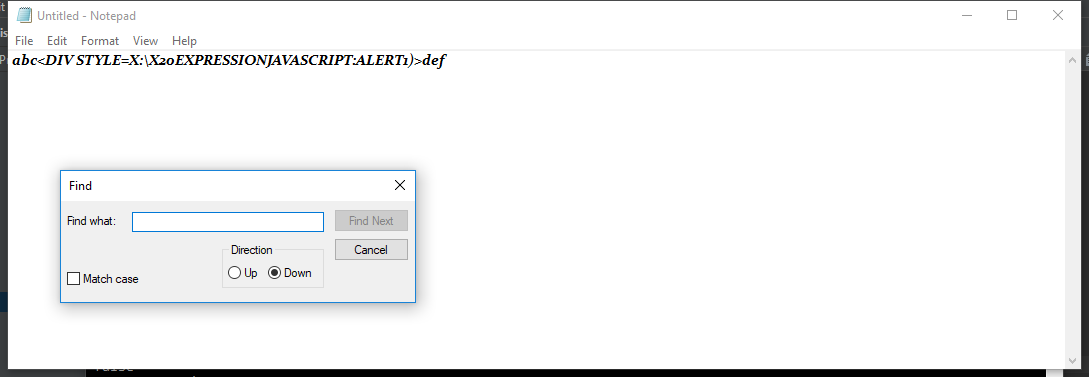 Untitled - Notepad
File Edit Format View Help
abc<DIV STYLE=X:\X20EXPRESSIONJAVASCRIPT:ALERT1)>def
Find
Find what:
Find Next
Cancel
Direction
Up Down
Match case